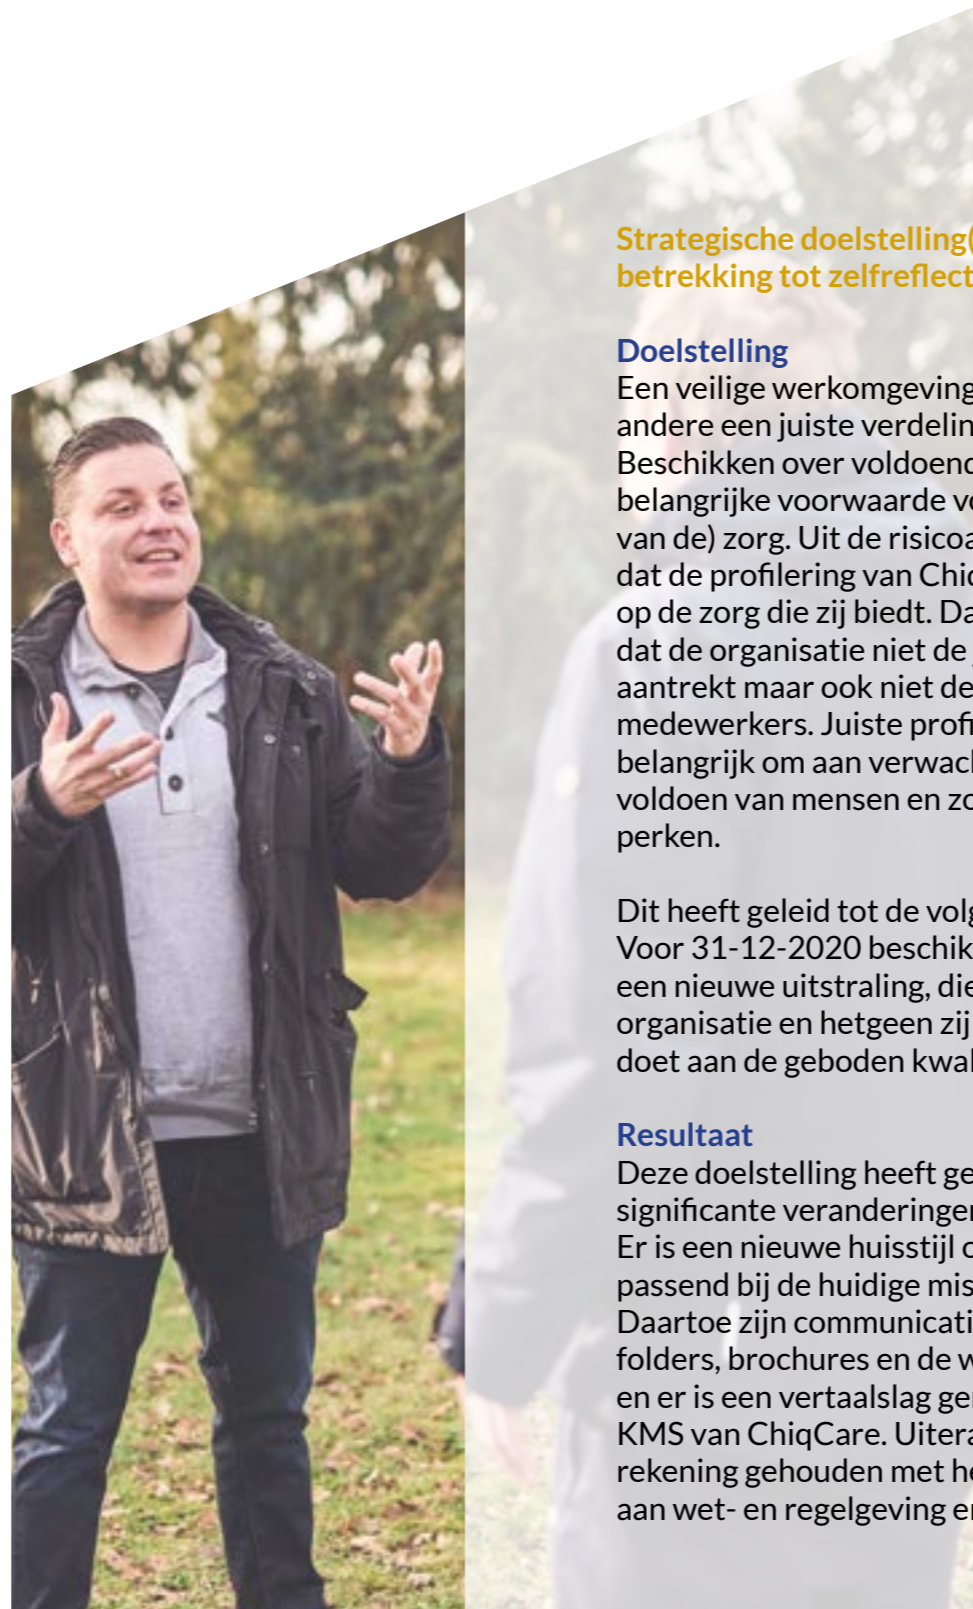 Strategische doelstelling(
betrekking tot zelfreflect
Doelstelling
Een veilige werkomgeving
andere een juiste verdelin
Beschikken over voldoend
belangrijke voorwaarde vo
van de) zorg. Uit de risicoa
dat de profilering van Chiq
op de zorg die zij biedt. Da
dat de organisatie niet de
aantrekt maar ook niet de
medewerkers. Juiste profi
belangrijk om aan verwach
voldoen van mensen en zo
perken.
Dit heeft geleid tot de volg
Voor 31-12-2020 beschik
een nieuwe uitstraling, die
organisatie en hetgeen zij
doet aan de geboden kwal
Resultaat
Deze doelstelling heeft ge
significante veranderingen
Er is een nieuwe huisstijl o
passend bij de huidige mis
Daartoe zijn communicati
folders, brochures en de w
en er is een vertaalslag ge
KMS van ChiqCare. Uitera
rekening gehouden met he
aan wet- en regelgeving en